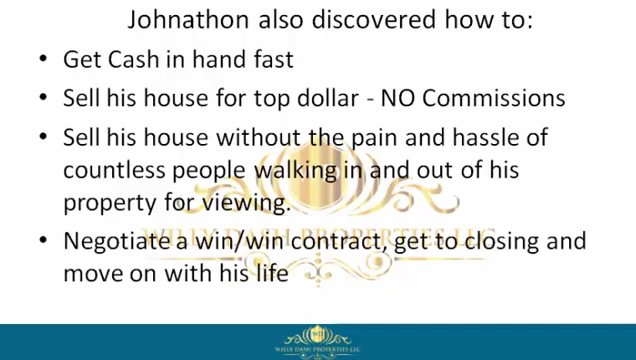 Johnathon also discovered how to:
• Get Cash in hand fast
• Sell his house for top dollar - NO Commissions
• Sell his house without the pain and hassle of
countless people walking in and out of his
property for viewing.
• Negotiate a win/win contract, get to closing and
move on with his life
WILLY DASH PROPERTIES LLC
WILLY DASH PROPERTIES LLC